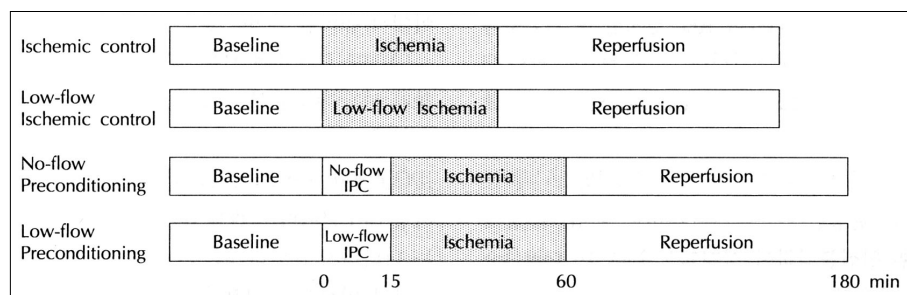 Ischemic control Baseline Ischemia Reperfusion
Low-flow
Ischemic control Baseline Low-flow Ischemia Reperfusion
No-flow
Preconditioning Baseline No-flow IPC Ischemia Reperfusion
Low-flow
Preconditioning Baseline Low-flow IPC Ischemia Reperfusion
0 15 60 180 min